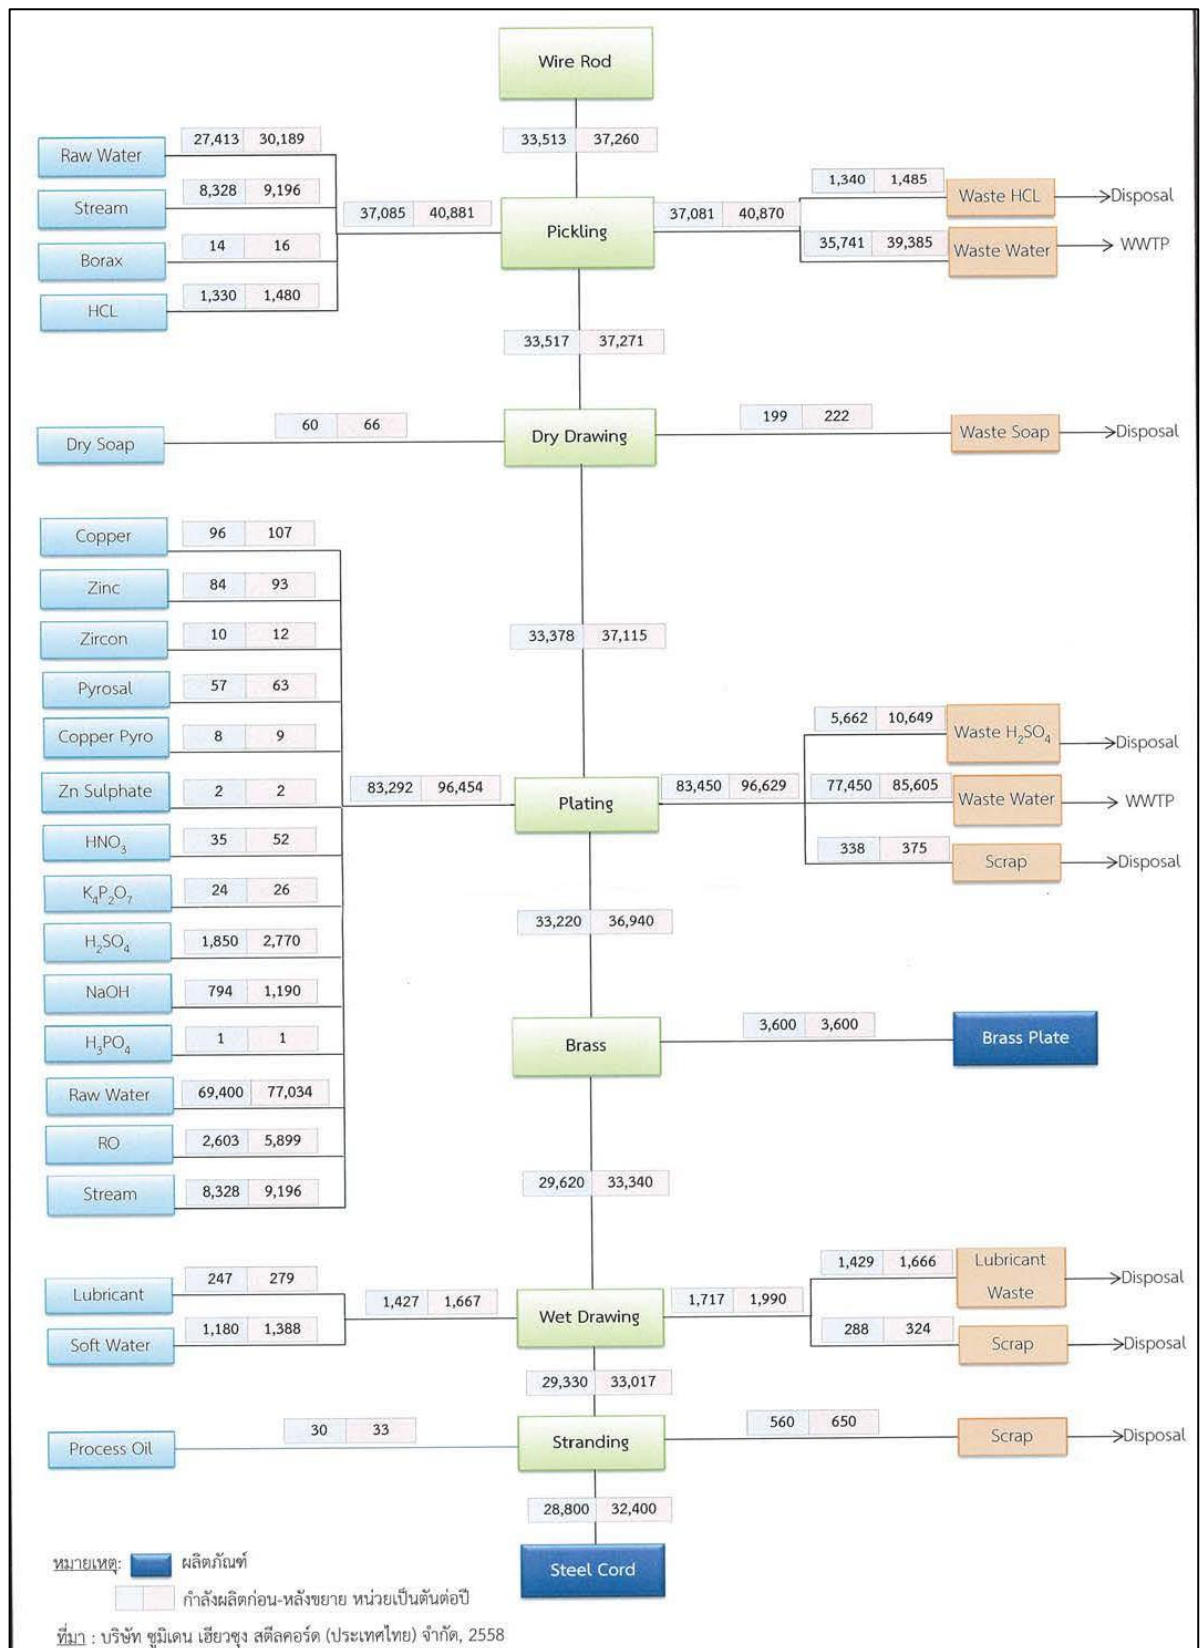 Wire Rod
33,513 37,260
Raw Water 27,413 30,189
Stream 8,328 9,196
Borax 14 16
HCL 1,330 1,480
37,085 40,881
Pickling
37,081 40,870
1,340 1,485 Waste HCL Disposal
35,741 39,385 Waste Water WWTP
33,517 37,271
Dry Soap 60 66 Dry Drawing 199 222 Waste Soap Disposal
33,378 37,115
Copper 96 107
Zinc 84 93
Zircon 10 12
Pyrosal 57 63
Copper Pyro 8 9
Zn Sulphate 2 2
HNO₃ 35 52
K₄P₂O₇ 24 26
H₂SO₄ 1,850 2,770
NaOH 794 1,190
H₃PO₄ 1 1
Raw Water 69,400 77,034
RO 2,603 5,899
Stream 8,328 9,196
83,292 96,454
Plating
83,450 96,629
5,662 10,649 Waste H₂SO₄ Disposal
77,450 85,605 Waste Water WWTP
338 375 Scrap Disposal
33,220 36,940
Brass 3,600 3,600 Brass Plate
29,620 33,340
Lubricant 247 279
Soft Water 1,180 1,388
1,427 1,667
Wet Drawing
1,717 1,990
1,429 1,666 Lubricant
Waste Disposal
288 324 Scrap Disposal
29,330 33,017
Process Oil 30 33 Stranding 560 650 Scrap Disposal
28,800 32,400
Steel Cord
หมายเหตุ: ผลิตภัณฑ์
กำลังผลิตก่อน-หลังขยาย หน่วยเป็นตันต่อปี
ที่มา : บริษัท ซูมิเดน เฮียวซุง สตีลคอร์ด (ประเทศไทย) จำกัด, 2558